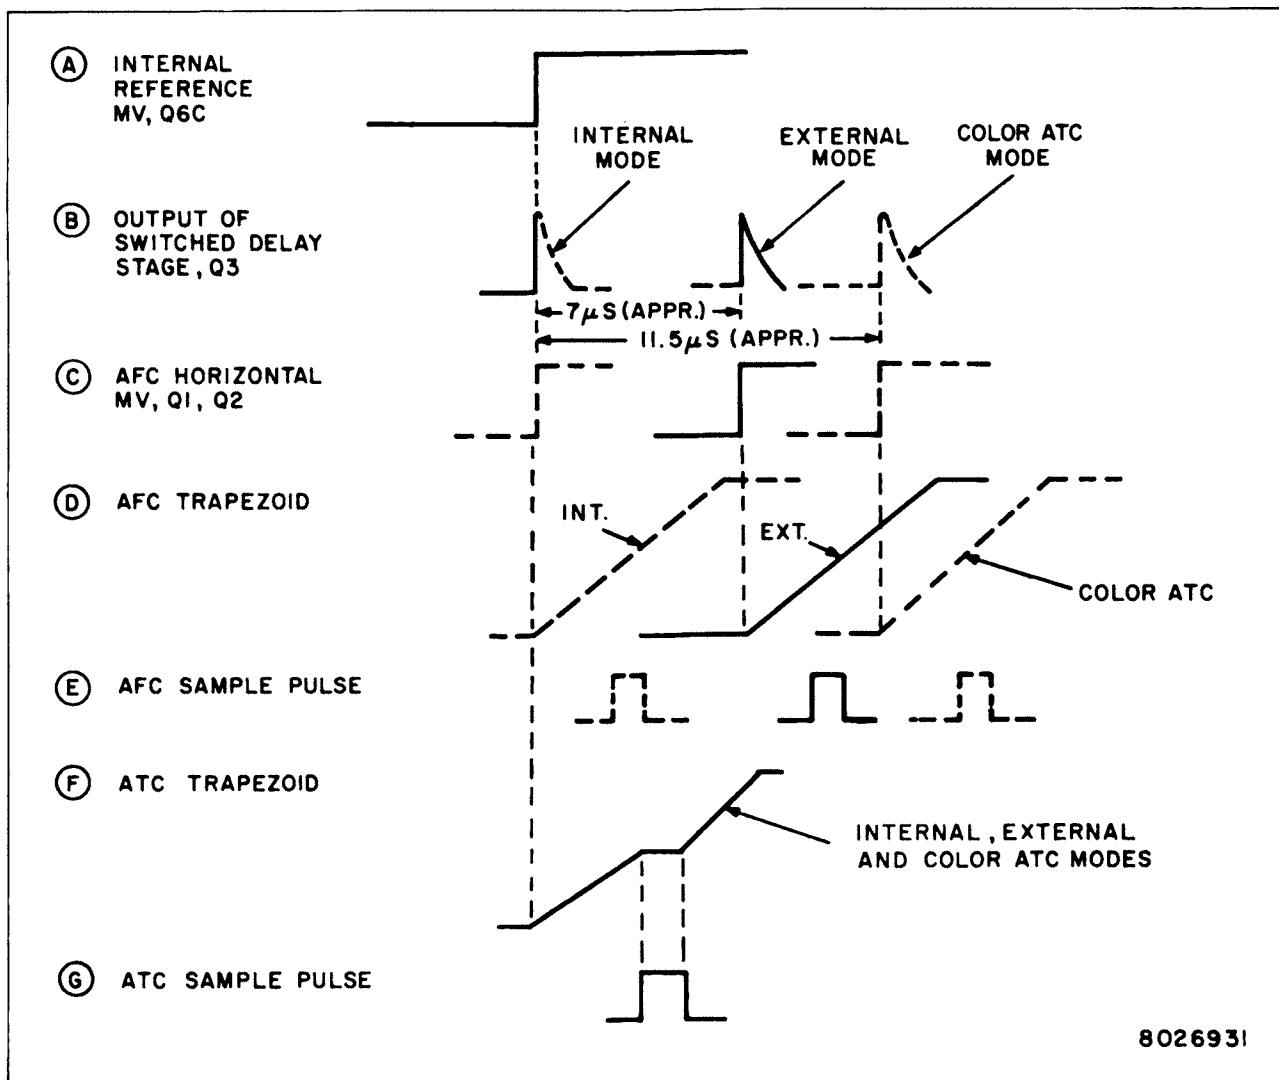 A INTERNAL
REFERENCE
MV, Q6C
INTERNAL
MODE
EXTERNAL
MODE
COLOR ATC
MODE
B OUTPUT OF
SWITCHED DELAY
STAGE, Q3
7µS (APPR.)
11.5µS (APPR.)
C AFC HORIZONTAL
MV, Q1, Q2
D AFC TRAPEZOID
INT.
EXT.
COLOR ATC
E AFC SAMPLE PULSE
F ATC TRAPEZOID
INTERNAL, EXTERNAL
AND COLOR ATC MODES
G ATC SAMPLE PULSE
8026931